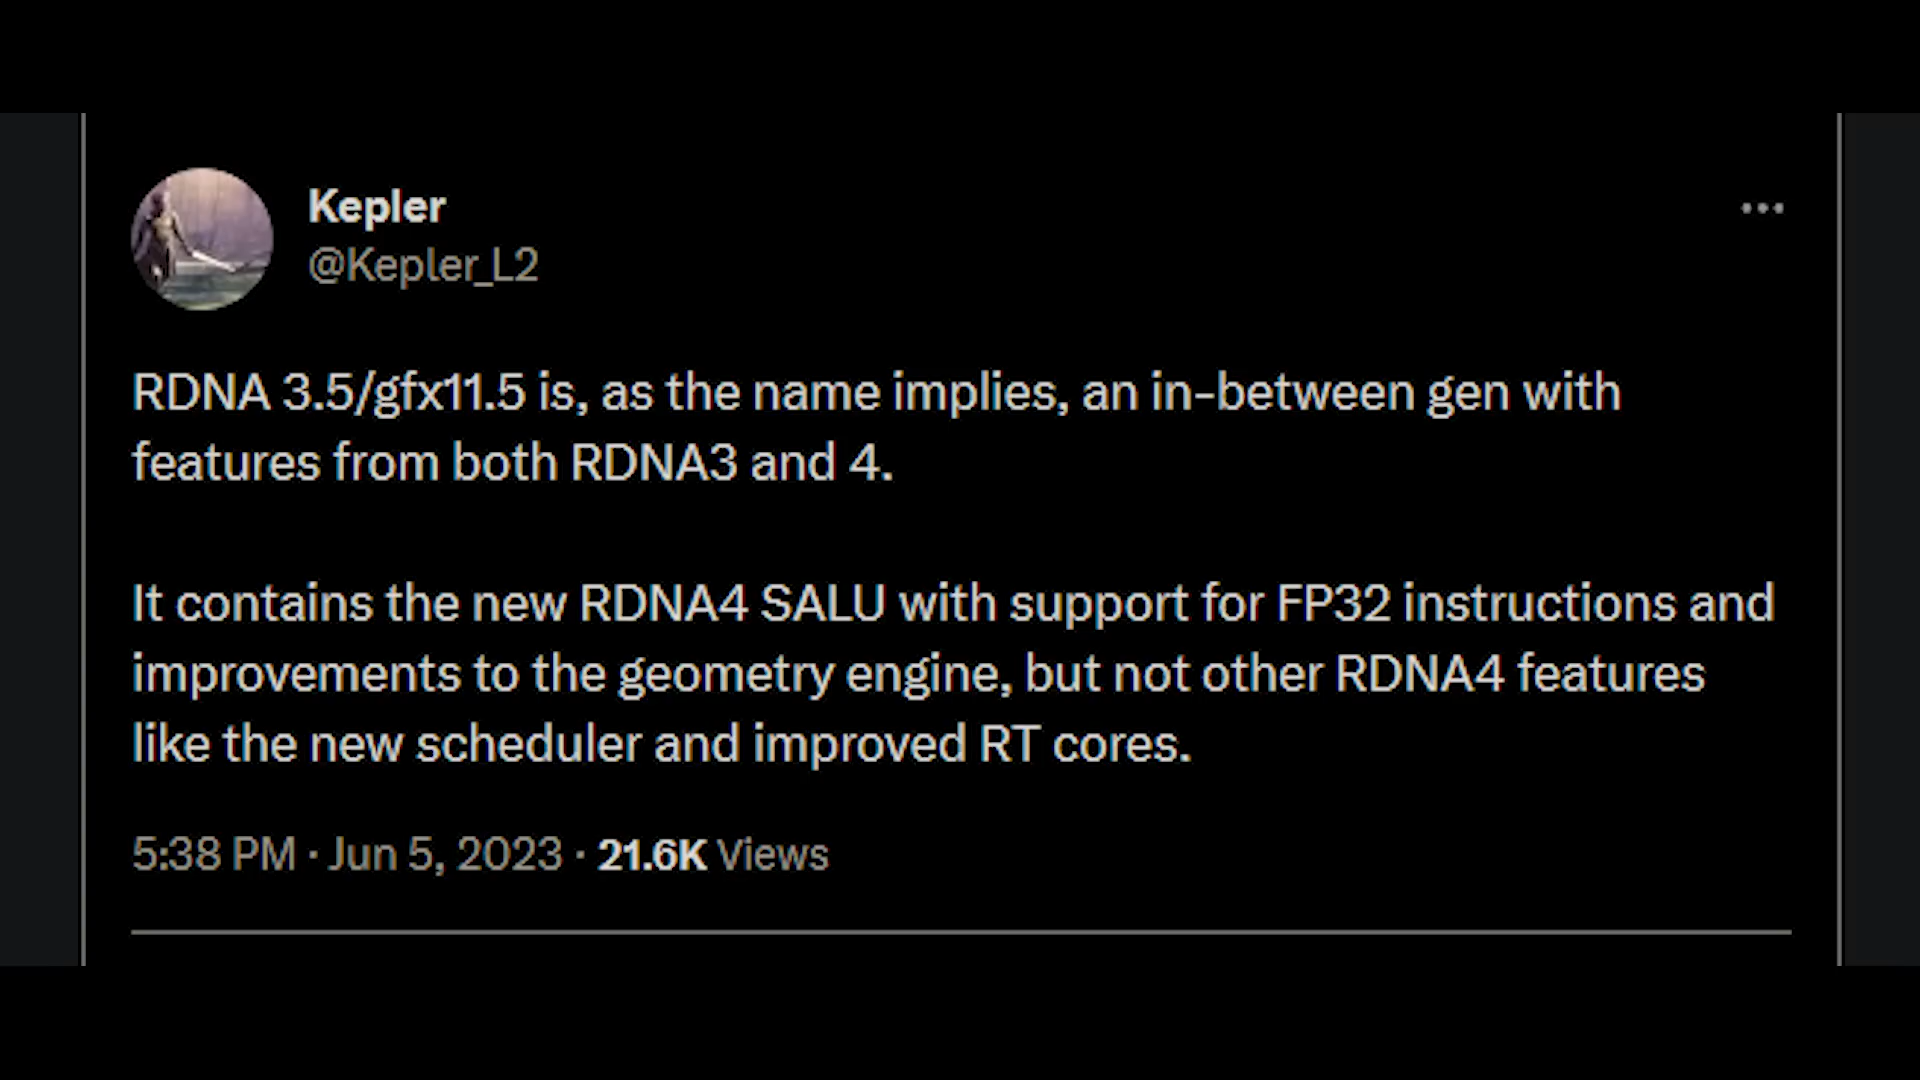 Kepler
@Kepler_L2
RDNA 3.5/gfx11.5 is, as the name implies, an in-between gen with
features from both RDNA3 and 4.
It contains the new RDNA4 SALU with support for FP32 instructions and
improvements to the geometry engine, but not other RDNA4 features
like the new scheduler and improved RT cores.
5:38 PM · Jun 5, 2023 · 21.6K Views